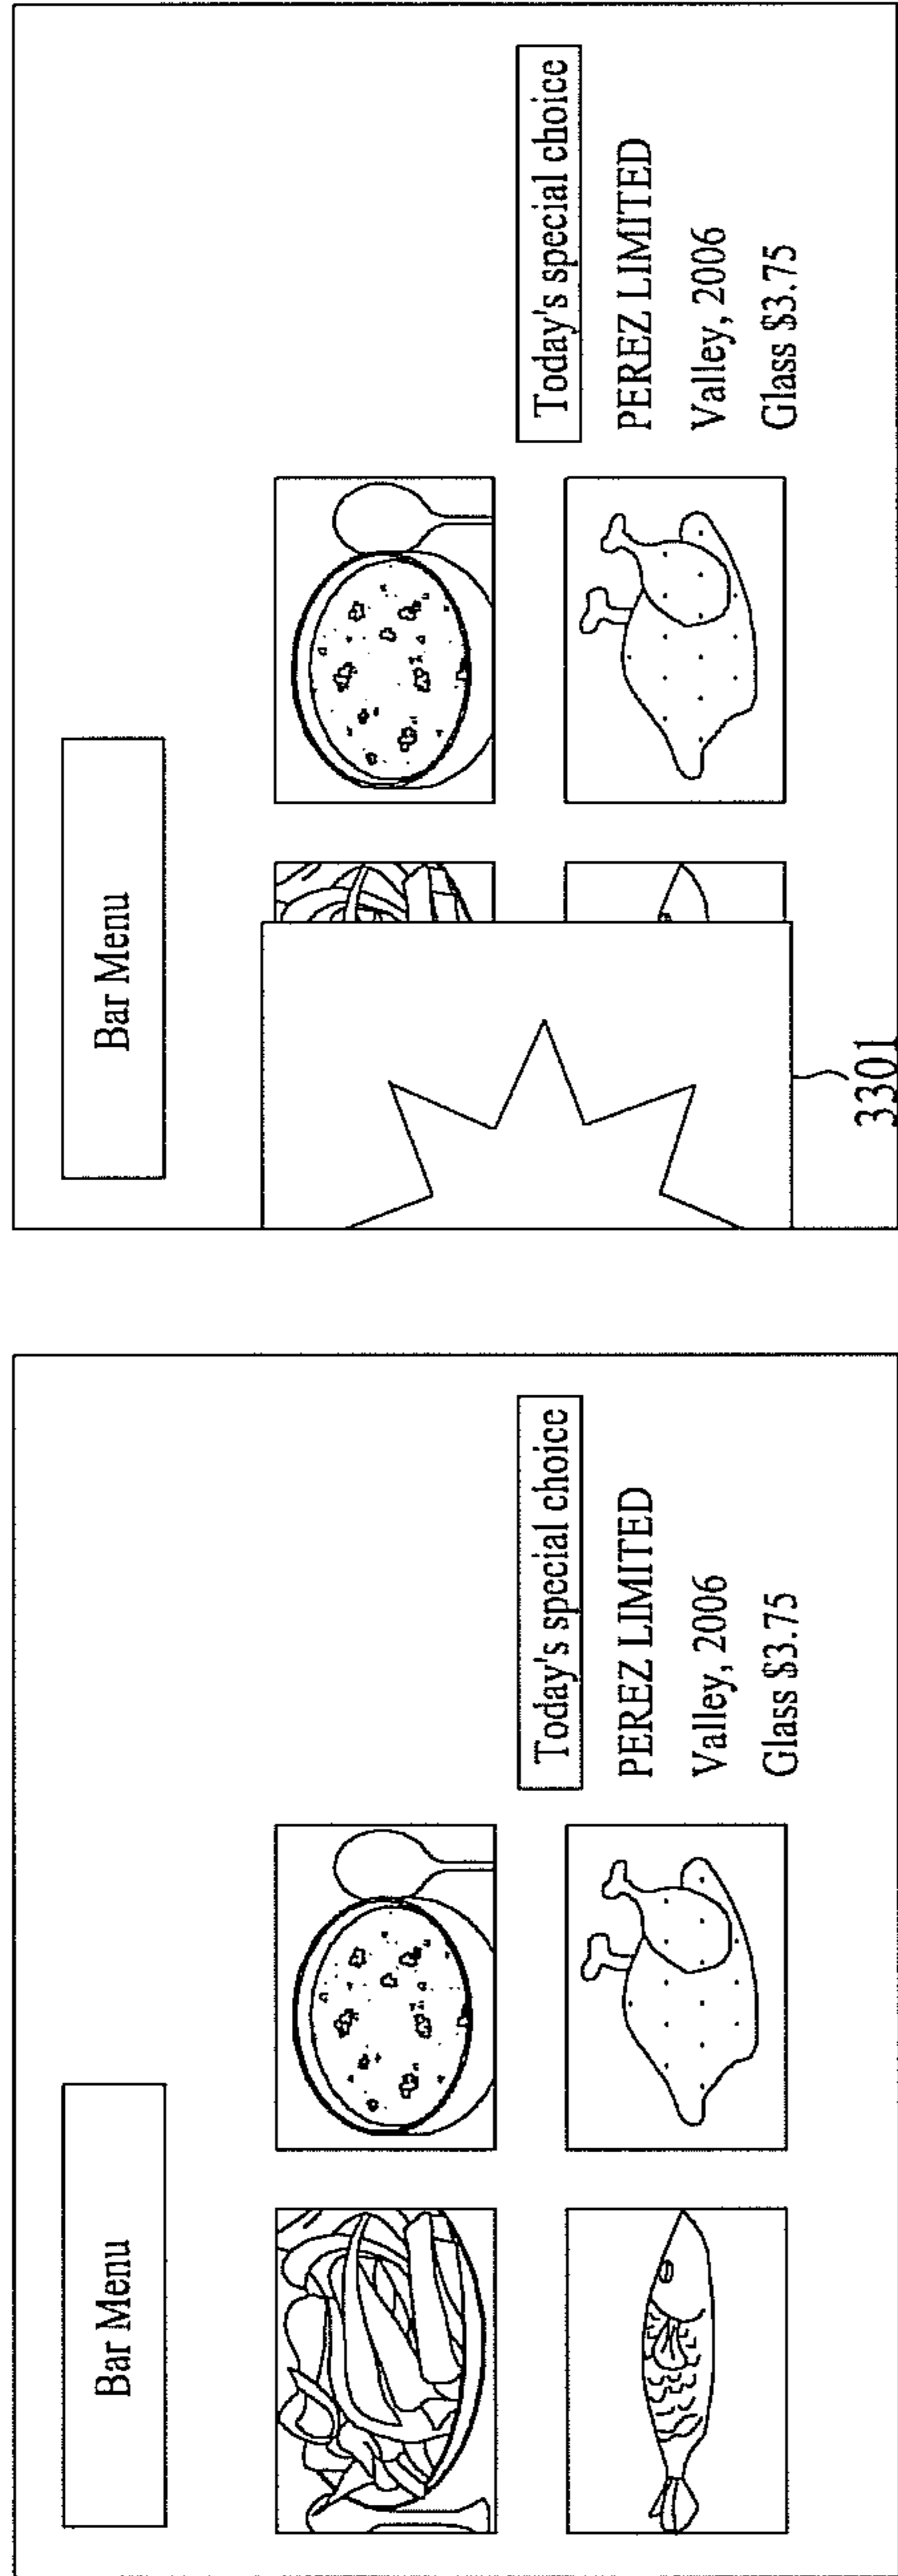 Bar Menu
Today's special choice
PEREZ LIMITED
Valley, 2006
Glass $3.75
Bar Menu
Today's special choice
PEREZ LIMITED
Valley, 2006
Glass $3.75
3301